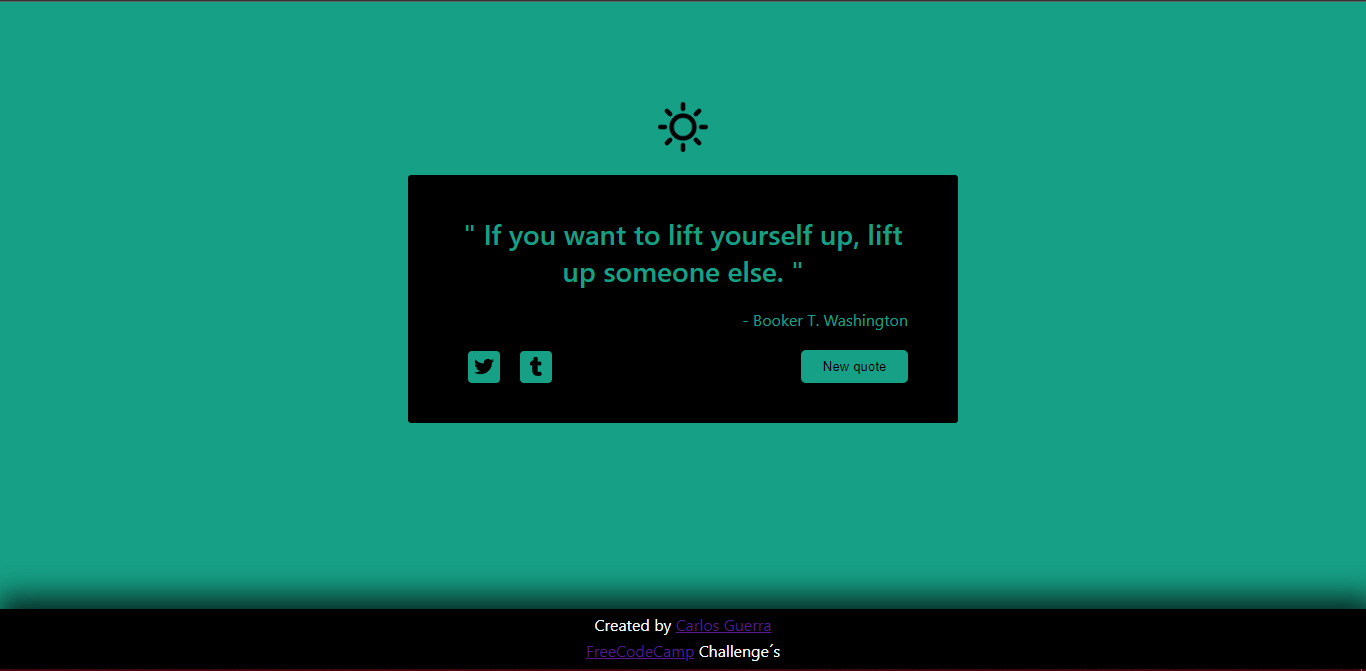 " If you want to lift yourself up, lift
up someone else. "
- Booker T. Washington
New quote
Created by Carlos Guerra
FreeCodeCamp Challenge´s